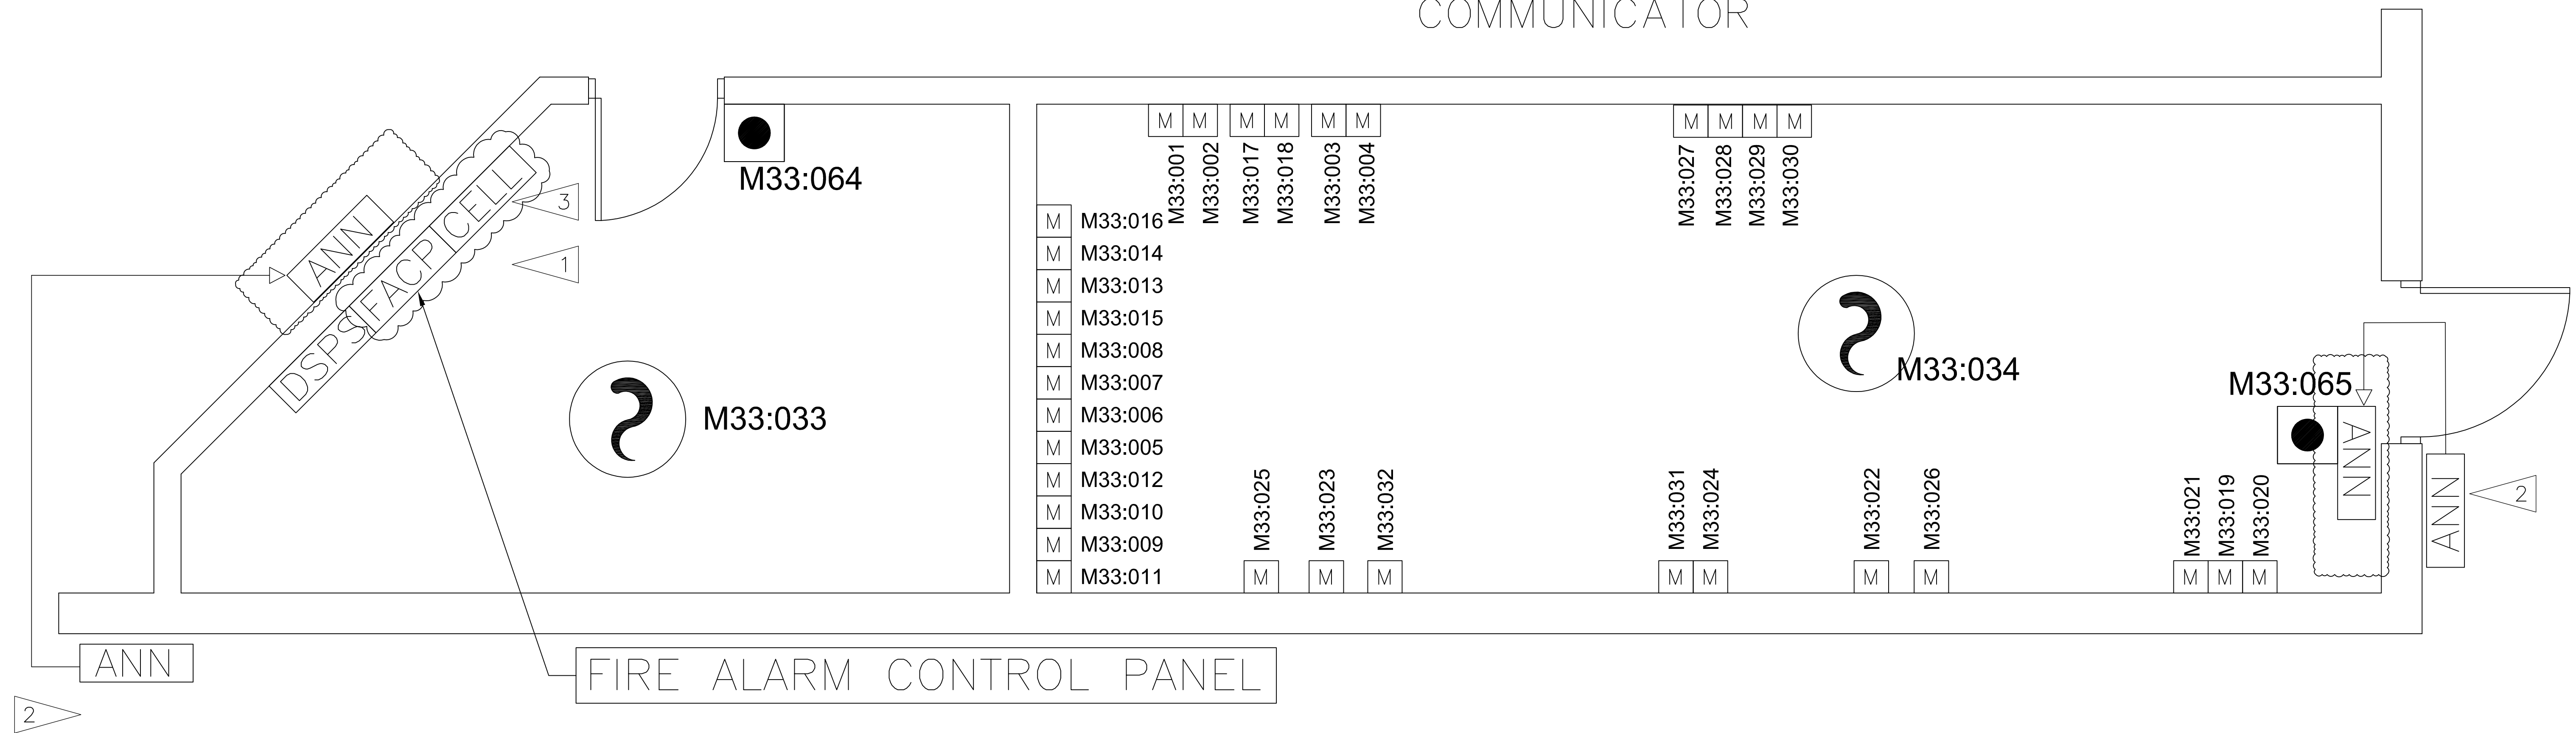 COMMUNICATOR
M M M M M M
M M M M
M33:001
M33:002
M33:017
M33:018
M33:003
M33:004
M33:027
M33:028
M33:029
M33:030
M33:064
ANN
DSPS
FACP
CELL
3
1
M M33:016
M M33:014
M M33:013
M M33:015
M M33:008
M M33:007
M M33:006
M M33:005
M M33:012
M M33:010
M M33:009
M M33:011
M33:033
M33:034
M33:065
ANN
ANN
2
M33:025
M33:023
M33:032
M33:031
M33:024
M33:022
M33:026
M33:021
M33:019
M33:020
M M M M M M M M M M
ANN
FIRE ALARM CONTROL PANEL
2